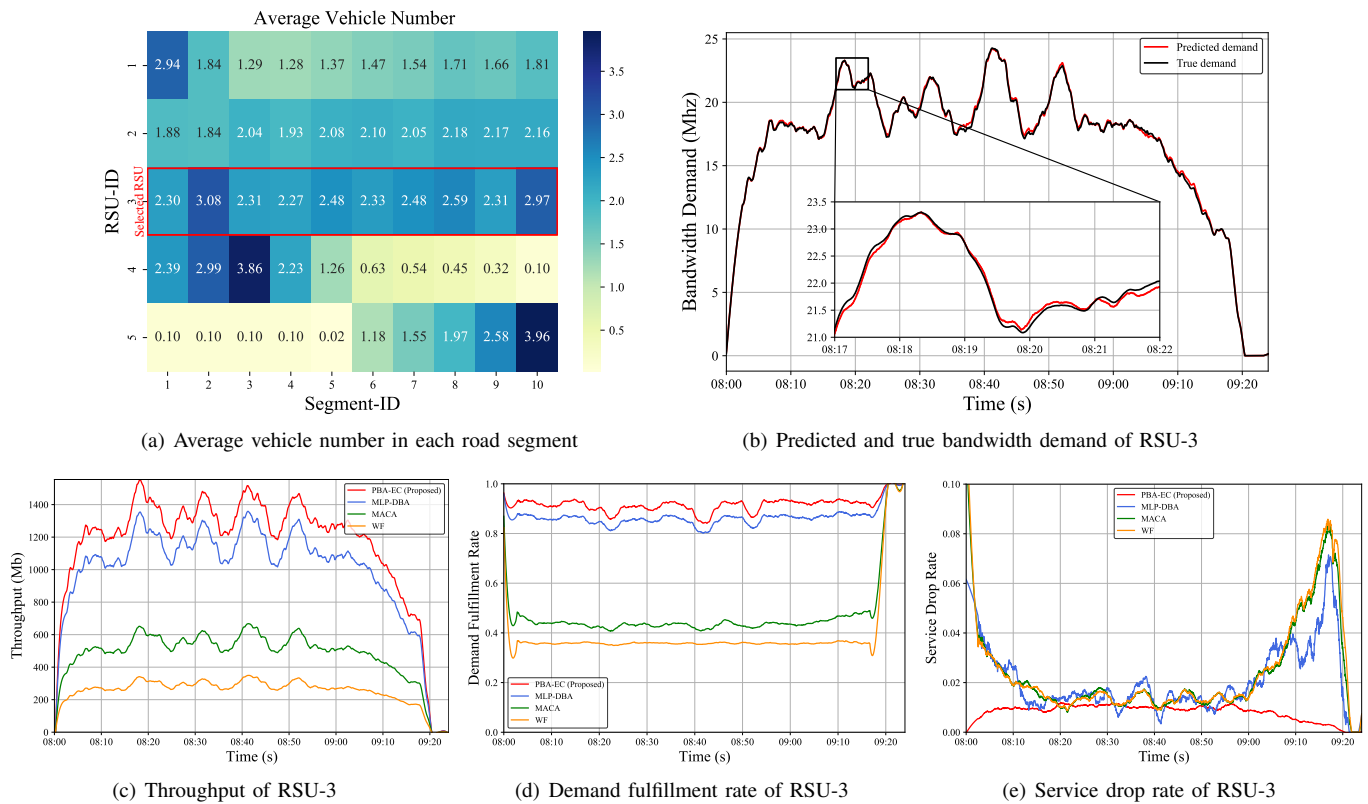 Average Vehicle Number
1 2.94 1.84 1.29 1.28 1.37 1.47 1.54 1.71 1.66 1.81
2 1.88 1.84 2.04 1.93 2.08 2.10 2.05 2.18 2.17 2.16
3 2.30 3.08 2.31 2.27 2.48 2.33 2.48 2.59 2.31 2.97
4 2.39 2.99 3.86 2.23 1.26 0.63 0.54 0.45 0.32 0.10
5 0.10 0.10 0.10 0.10 0.02 1.18 1.55 1.97 2.58 3.96
1 2 3 4 5 6 7 8 9 10
Segment-ID
RSU-ID
Selected RSU
3.5
3.0
2.5
2.0
1.5
1.0
0.5
(a) Average vehicle number in each road segment
Bandwidth Demand (Mhz)
25
20
15
10
5
0
Predicted demand
True demand
23.5
23.0
22.5
22.0
21.5
21.0
08:17 08:18 08:19 08:20 08:21 08:22
08:00 08:10 08:20 08:30 08:40 08:50 09:00 09:10 09:20
Time (s)
(b) Predicted and true bandwidth demand of RSU-3
Throughput (Mb)
1400
1200
1000
800
600
400
200
0
PBA-EC (Proposed)
MLP-DBA
MACA
WF
08:00 08:10 08:20 08:30 08:40 08:50 09:00 09:10 09:20
Time (s)
(c) Throughput of RSU-3
Demand Fulfillment Rate
1.0
0.8
0.6
0.4
0.2
0.0
PBA-EC (Proposed)
MLP-DBA
MACA
WF
08:00 08:10 08:20 08:30 08:40 08:50 09:00 09:10 09:20
Time (s)
(d) Demand fulfillment rate of RSU-3
Service Drop Rate
0.10
0.08
0.06
0.04
0.02
0.00
PBA-EC (Proposed)
MLP-DBA
MACA
WF
08:00 08:10 08:20 08:30 08:40 08:50 09:00 09:10 09:20
Time (s)
(e) Service drop rate of RSU-3